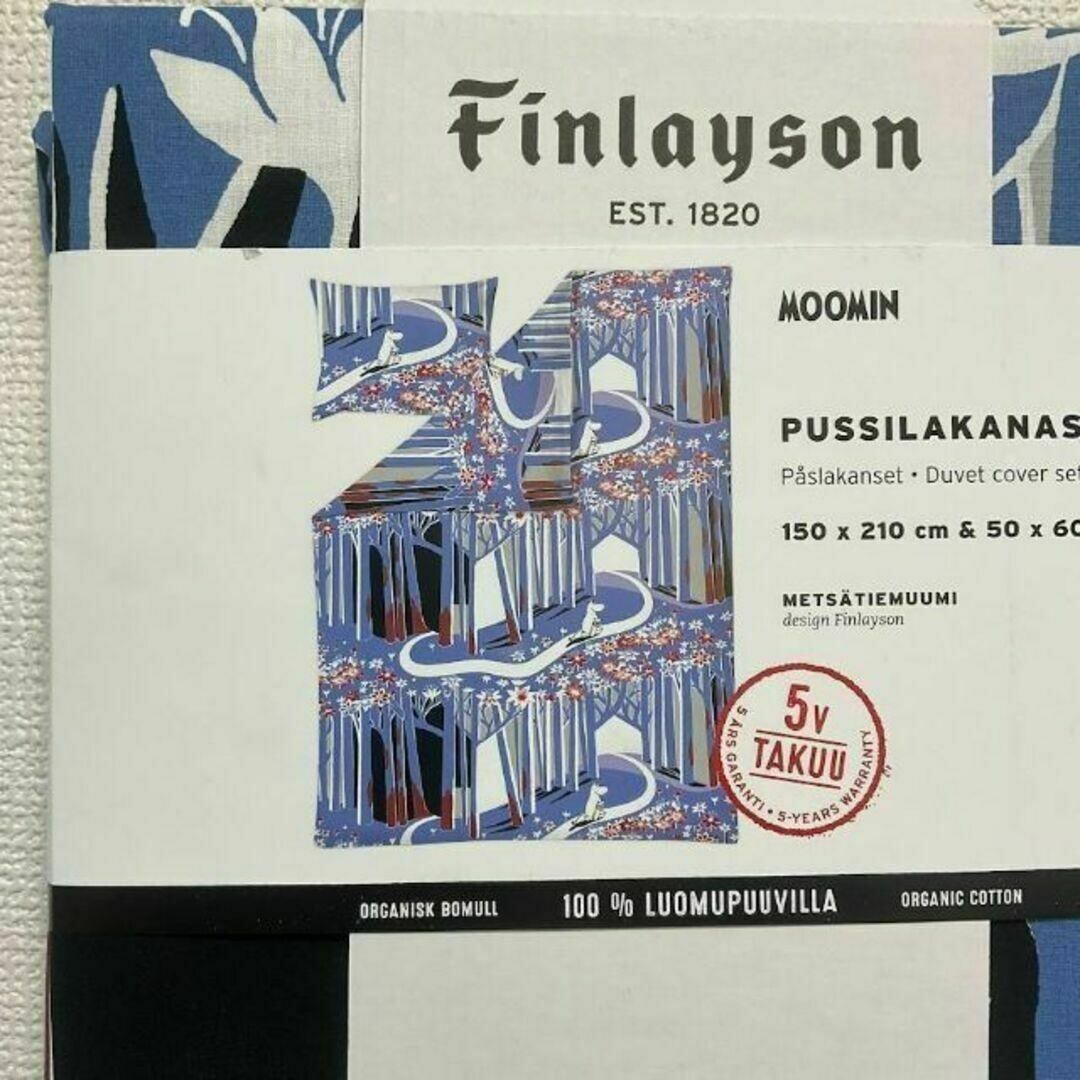 Finlayson
EST. 1820
MOOMIN
PUSSILAKANAS
Påslakanset • Duvet cover set
150 x 210 cm & 50 x 60
METSÄTIEMUUMI
design Finlayson
5v
TAKUU
5 ÅRS GARANTI • 5-YEARS WARRANTY
ORGANISK BOMULL
100 % LUOMUPUUVILLA
ORGANIC COTTON